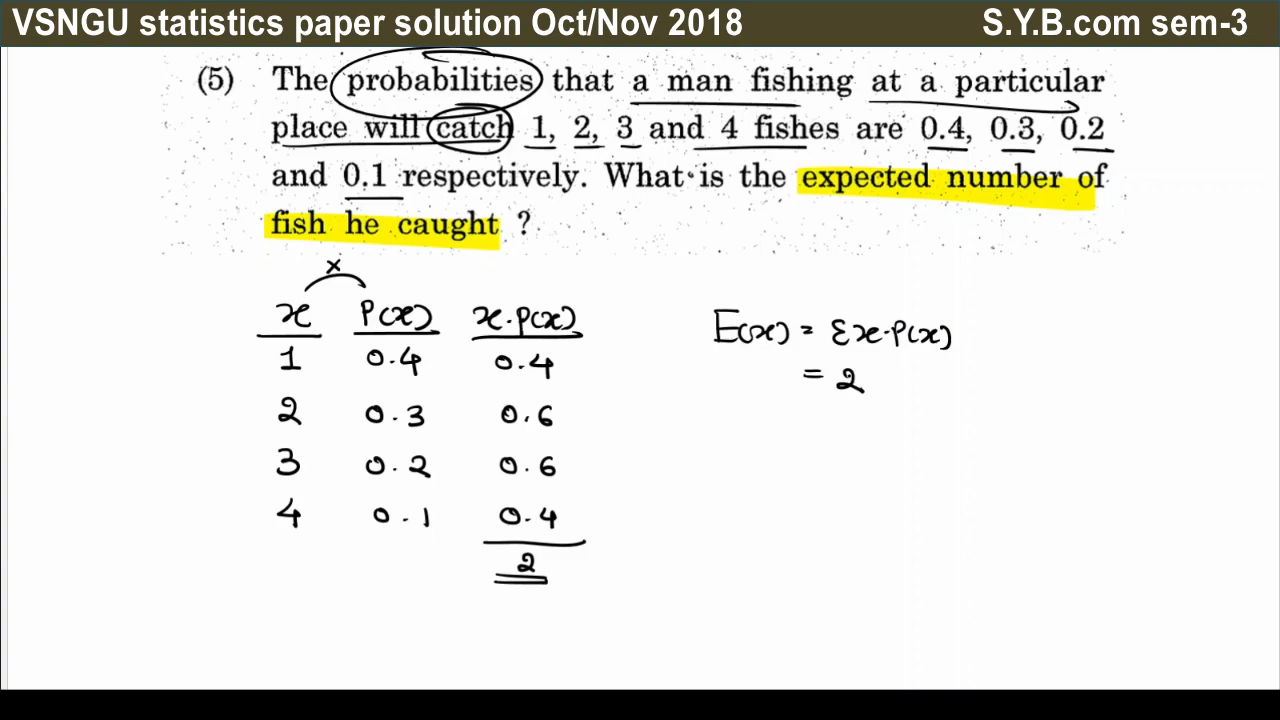 VSNGU statistics paper solution Oct/Nov 2018 S.Y.B.com sem-3
(5) The probabilities that a man fishing at a particular
place will catch 1, 2, 3 and 4 fishes are 0.4, 0.3, 0.2
and 0.1 respectively. What is the expected number of
fish he caught ?
×
x P(x) x.P(x)
1 0.4 0.4
2 0.3 0.6
3 0.2 0.6
4 0.1 0.4
2
E(x) = Σx.P(x)
= 2